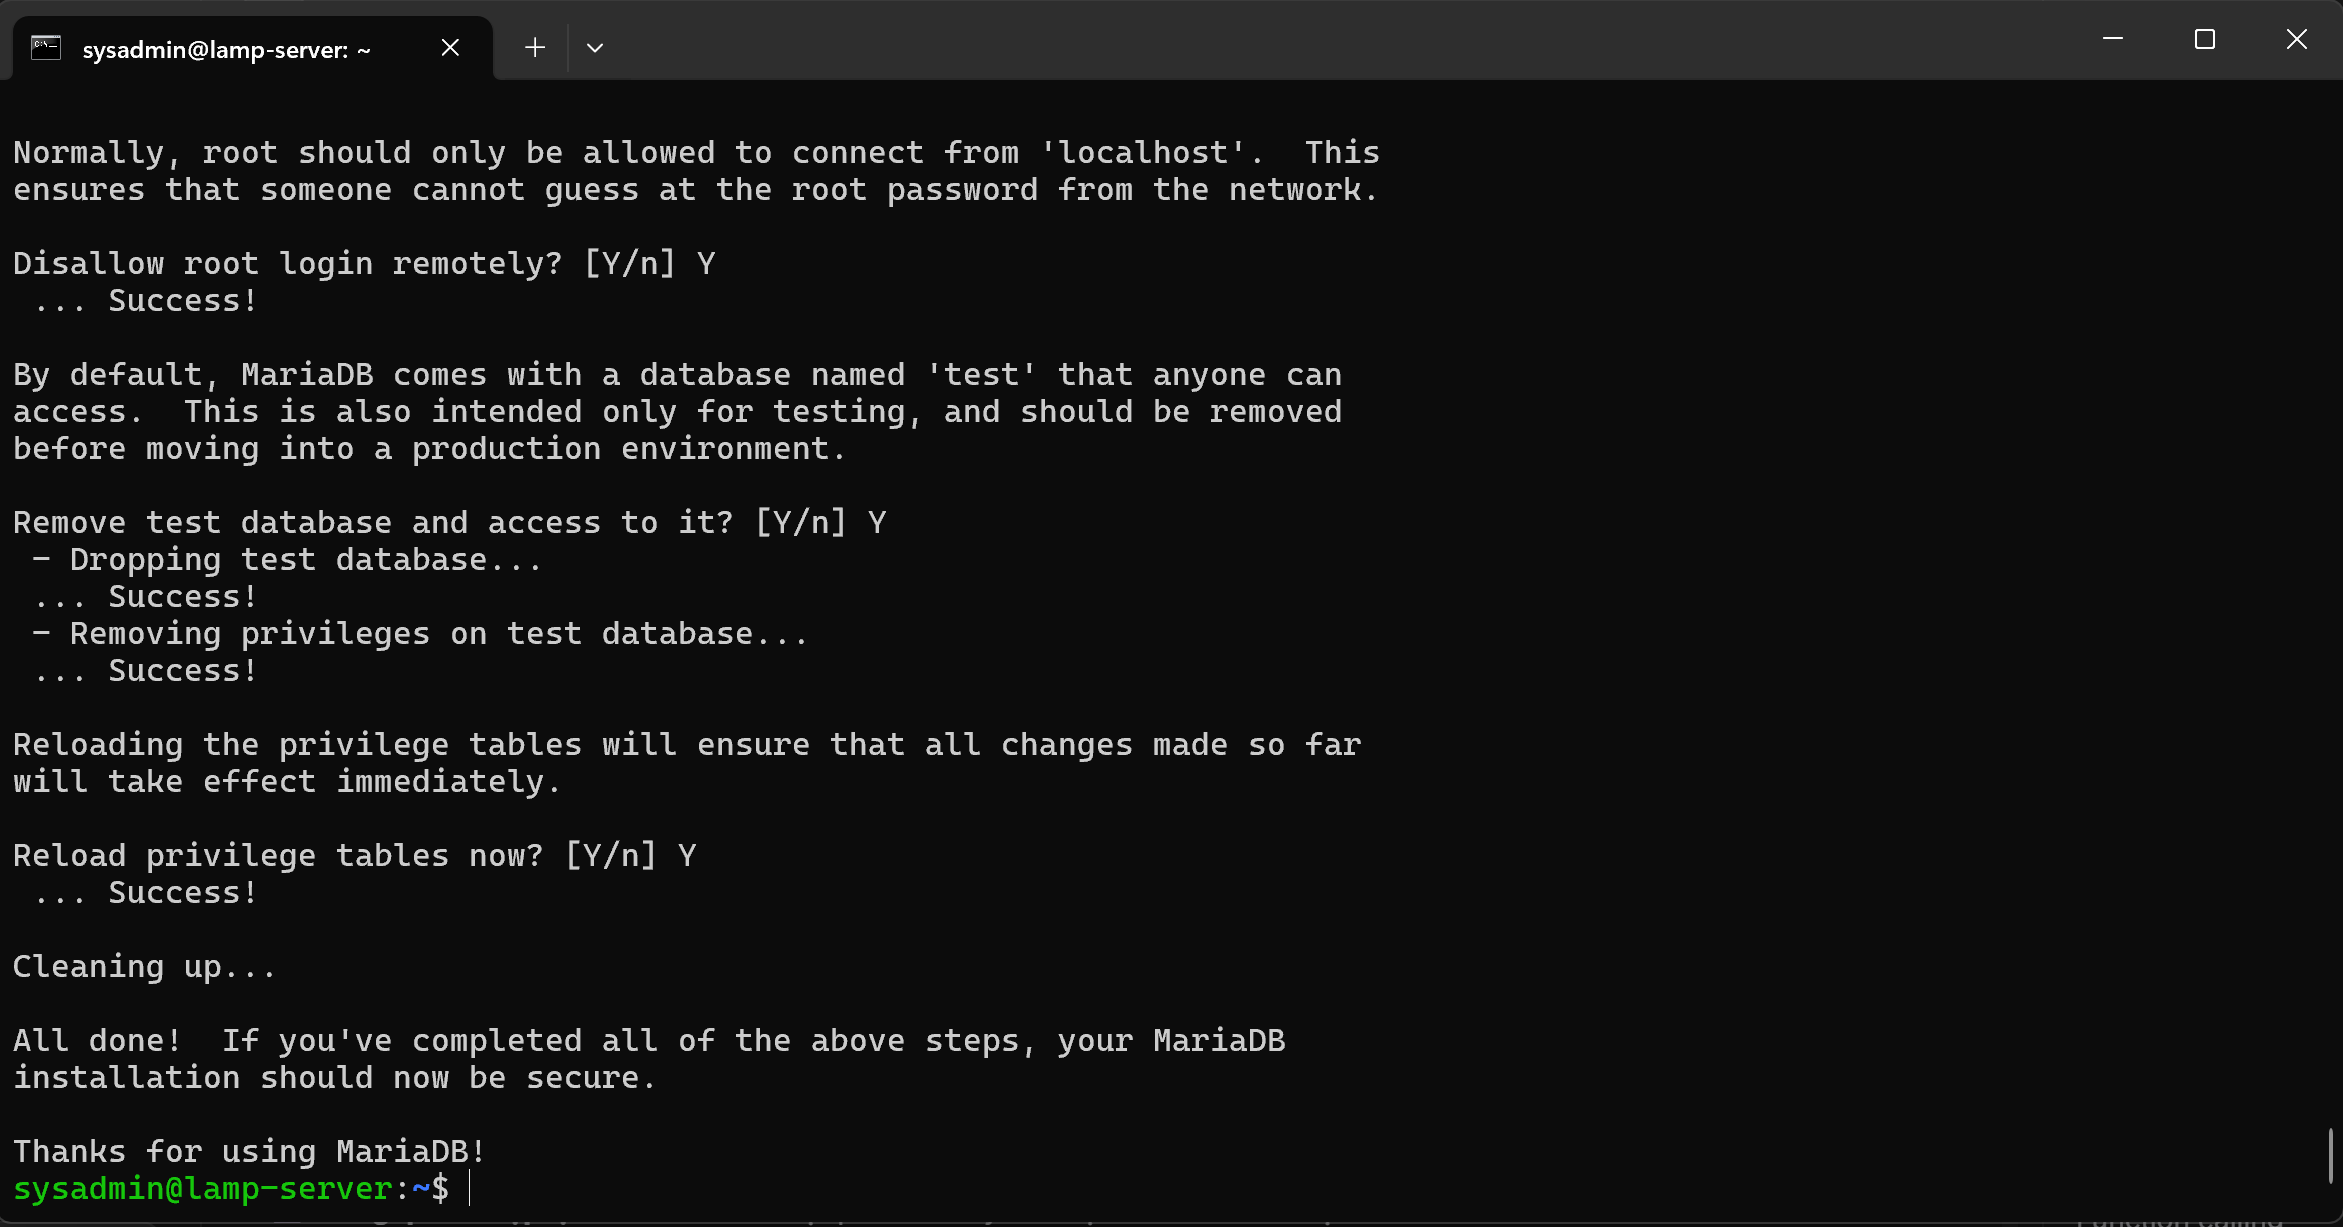 sysadmin@lamp-server: ~
Normally, root should only be allowed to connect from 'localhost'.  This
ensures that someone cannot guess at the root password from the network.
Disallow root login remotely? [Y/n] Y
 ... Success!
By default, MariaDB comes with a database named 'test' that anyone can
access.  This is also intended only for testing, and should be removed
before moving into a production environment.
Remove test database and access to it? [Y/n] Y
 - Dropping test database...
 ... Success!
 - Removing privileges on test database...
 ... Success!
Reloading the privilege tables will ensure that all changes made so far
will take effect immediately.
Reload privilege tables now? [Y/n] Y
 ... Success!
Cleaning up...
All done!  If you've completed all of the above steps, your MariaDB
installation should now be secure.
Thanks for using MariaDB!
sysadmin@lamp-server:~$